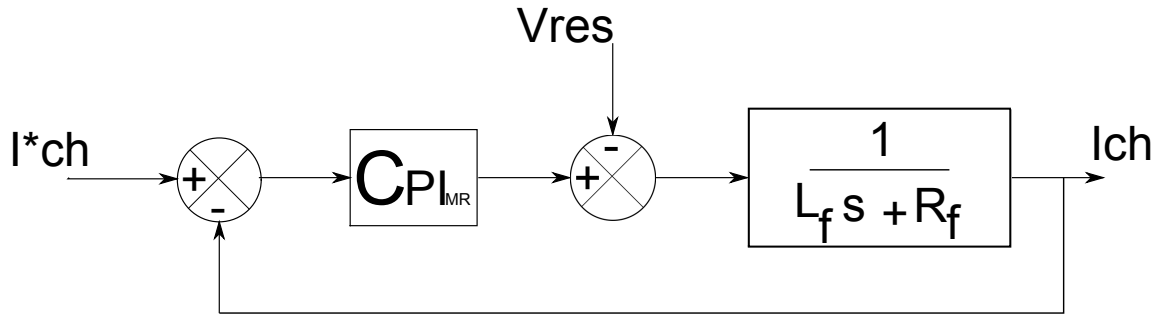 Vres
I*ch
+
-
CPIMR
-
+
1
Lf s + Rf
Ich